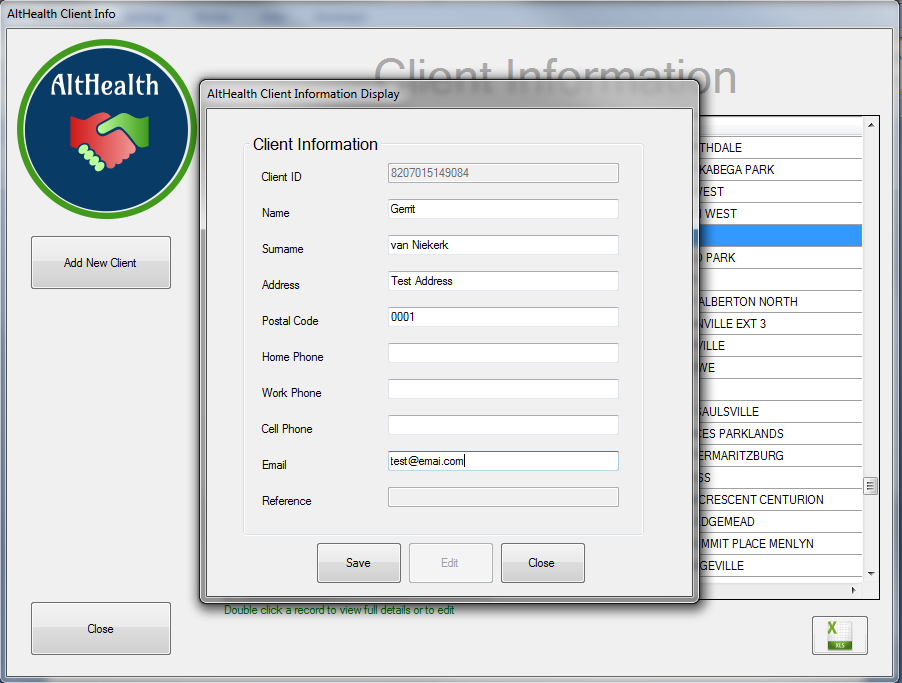 AltHealth Client Info
AltHealth
Client Information
Add New Client
Close
AltHealth Client Information Display
Client Information
Client ID 8207015149084
Name Gerrit
Surname van Niekerk
Address Test Address
Postal Code 0001
Home Phone
Work Phone
Cell Phone
Email test@emai.com
Reference
Save Edit Close
THDALE
KABEGA PARK
WEST
PARK
ALBERTON NORTH
NVILLE EXT 3
VILLE
WE
SAULSVILLE
ES PARKLANDS
ERMARITZBURG
SS
CRESCENT CENTURION
DGEMEAD
MMIT PLACE MENLYN
GEVILLE
Double click a record to view full details or to edit
XLS